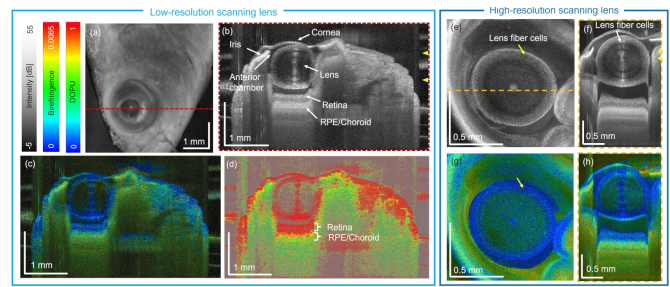 Low-resolution scanning lens
High-resolution scanning lens
55
Intensity [dB]
-5
0.0065
Birefringence
0
1
DOPU
0
(a)
1 mm
(b)
Cornea
Iris
Anterior
chamber
Lens
Retina
RPE/Choroid
1 mm
(c)
1 mm
(d)
Retina
RPE/Choroid
1 mm
(e)
Lens fiber cells
0.5 mm
(f)
Lens fiber cells
0.5 mm
(g)
0.5 mm
(h)
0.5 mm